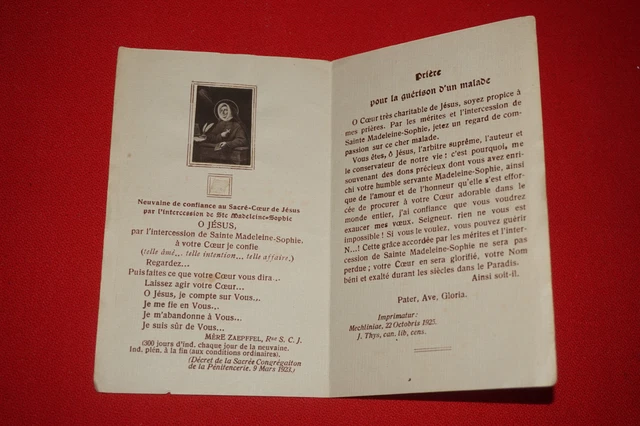 Neuvaine de confiance au Sacré-Cœur de Jésus
par l'intercession de Ste Madeleine-Sophie
O JÉSUS,
par l'intercession de Sainte Madeleine-Sophie.
à votre Cœur je confie
(telle âme... telle intention... telle affaire.)
Regardez...
Puis faites ce que votre Cœur vous dira...
Laissez agir votre Cœur...
O Jésus, je compte sur Vous...
Je me fie en Vous...
Je m'abandonne à Vous...
Je suis sûr de Vous...
MÈRE ZAEPFFEL, Rse S. C. J.
(300 jours d'ind. chaque jour de la neuvaine.
Ind. plén. à la fin (aux conditions ordinaires).
(Décret de la Sacrée Congrégaiton
de la Pénitencerie, 9 Mars 1923.)
Prière
pour la guérison d'un malade
O Cœur très charitable de Jésus, soyez propice à
mes prières. Par les mérites et l'intercession de
Sainte Madeleine-Sophie, jetez un regard de com-
passion sur ce cher malade.
Vous êtes, ô Jésus, l'arbitre suprême, l'auteur et
le conservateur de notre vie : c'est pourquoi, me
souvenant des dons précieux dont vous avez enri-
chi votre humble servante Madeleine-Sophie, ainsi
que de l'amour et de l'honneur qu'elle s'est effor-
cée de procurer à votre Cœur adorable dans le
monde entier, j'ai confiance que vous voudrez
exaucer mes vœux. Seigneur, rien ne vous est
impossible ! Si vous le voulez, vous pouvez guérir
N...! Cette grâce accordée par les mérites et l'inter-
cession de Sainte Madeleine-Sophie ne sera pas
perdue ; votre Cœur en sera glorifié, votre Nom
béni et exalté durant les siècles dans le Paradis.
Ainsi soit-il.
Pater, Ave, Gloria.
Imprimatur:
Mechliniae, 22 Octobris 1925.
J. Thys, can. lib. cens.